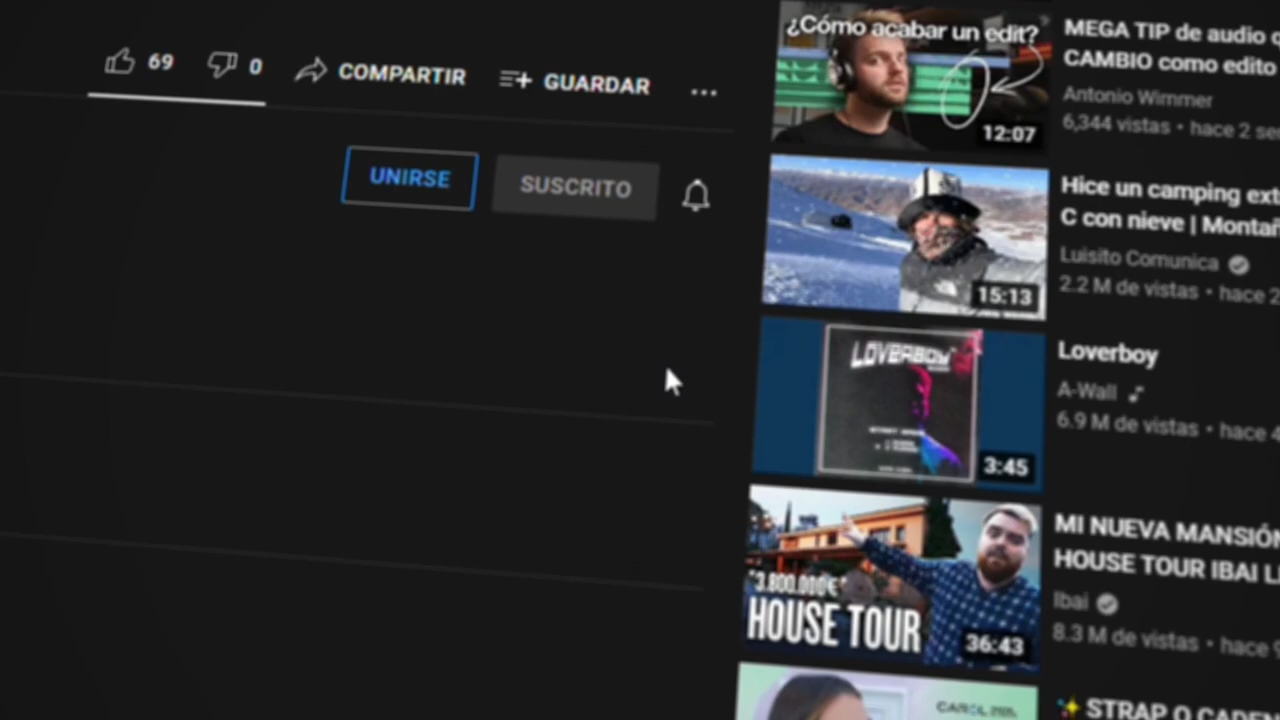 69
0
COMPARTIR
GUARDAR
UNIRSE
SUSCRITO
¿Cómo acabar un edit?
12:07
MEGA TIP de audio
CAMBIO como edito
Antonio Wimmer
6,344 vistas • hace 2
15:13
Hice un camping
C con nieve |
Luisito Comunica
2.2 M de vistas • hace 2
LOVERBOY
3:45
Loverboy
A-Wall
6.9 M de vistas • hace 4
"3.800.000€"
HOUSE TOUR
36:43
MI NUEVA MANSIÓN
HOUSE TOUR IBAI
Ibai
8.3 M de vistas • hace 9
STRAP O